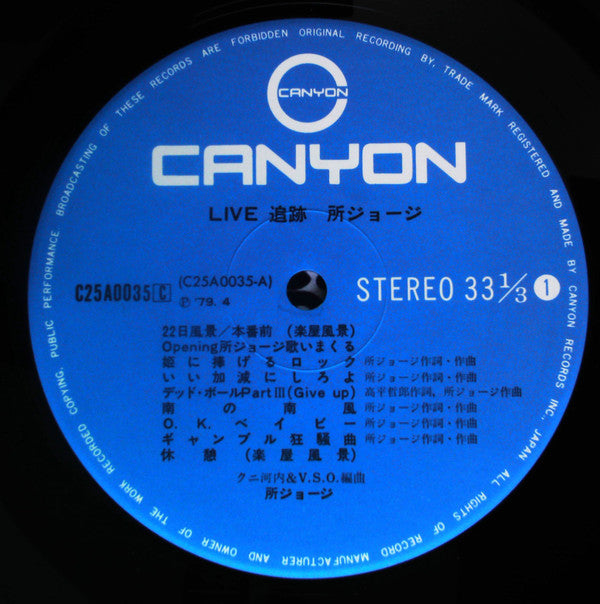 CANYON
CANYON
LIVE 追跡 所ジョージ
C25A0035 C
(C25A0035-A)
Ⓟ '79. 4
STEREO 33 1/3 1
22日風景/本番前 (楽屋風景)
Opening所ジョージ歌いまくる
姫に捧げるロック 所ジョージ作詞・作曲
いい加減にしろよ 所ジョージ作詞・作曲
デッド・ボールPartⅢ(Give up) 高平哲郎作詞、所ジョージ作曲
南の南風 所ジョージ作詞・作曲
O.K.ベイビー 所ジョージ作詞・作曲
ギャンブル狂騒曲 所ジョージ作詞・作曲
休憩 (楽屋風景)
クニ河内&V.S.O.編曲
所ジョージ
ALL RIGHTS OF RECORD MANUFACTURER AND OWNER OF THE WORK RECORDED COPYING, PUBLIC PERFORMANCE BROADCASTING OF THESE RECORDS ARE FORBIDDEN ORIGINAL RECORDING BY, TRADE MARK REGISTERED AND MADE BY CANYON RECORDS INC., JAPAN